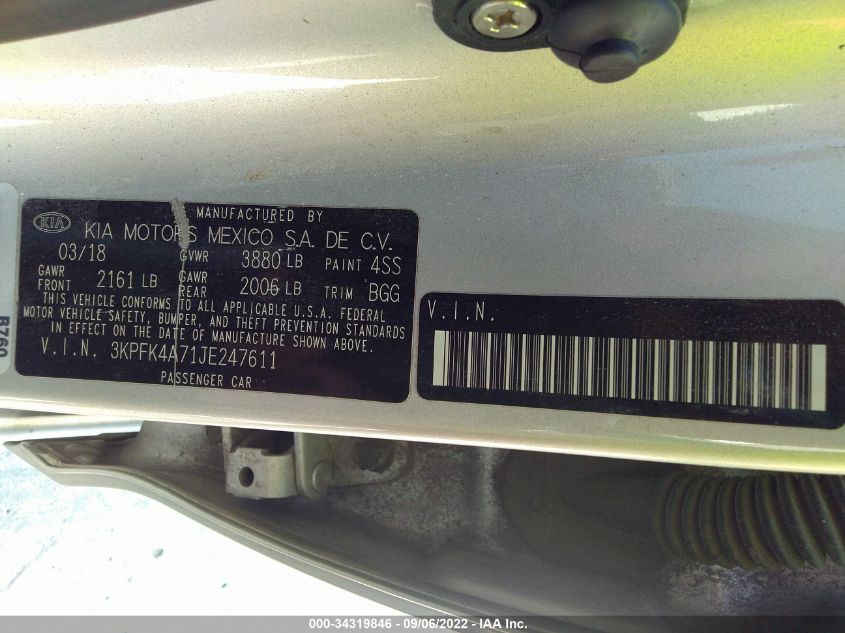 MANUFACTURED BY
KIA KIA MOTORS MEXICO S.A. DE C.V.
03/18 GVWR 3880 LB PAINT 4SS
GAWR FRONT 2161 LB GAWR REAR 2006 LB TRIM BGG
THIS VEHICLE CONFORMS TO ALL APPLICABLE U.S.A. FEDERAL
MOTOR VEHICLE SAFETY, BUMPER, AND THEFT PREVENTION STANDARDS
IN EFFECT ON THE DATE OF MANUFACTURE SHOWN ABOVE.
V.I.N. 3KPFK4A71JE247611
PASSENGER CAR
V.I.N.
B760
000-34319846 - 09/06/2022 - IAA Inc.